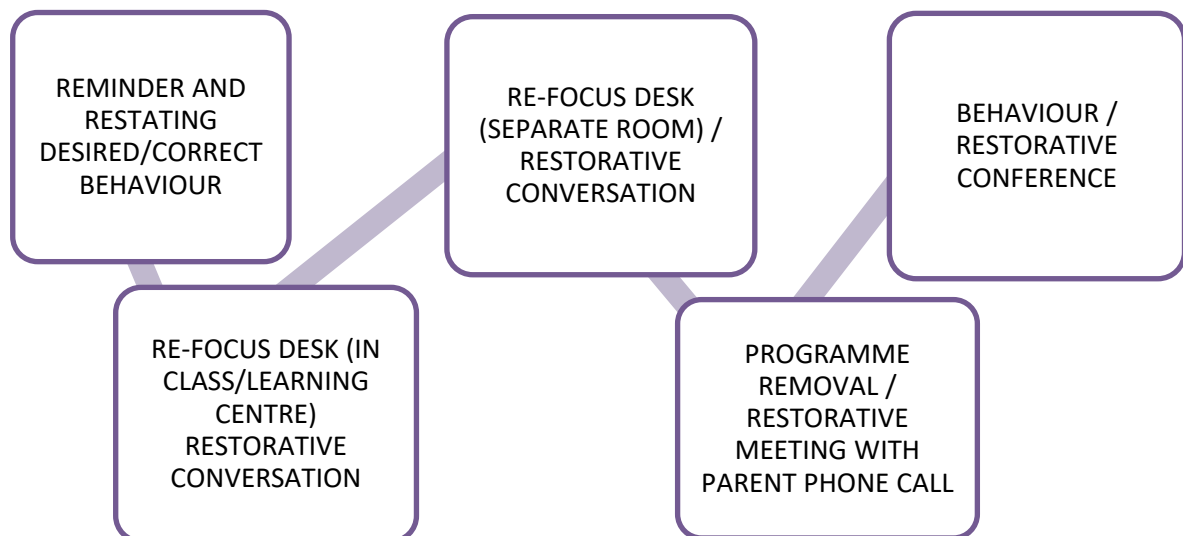 REMINDER AND
RESTATING
DESIRED/CORRECT
BEHAVIOUR
RE-FOCUS DESK (IN
CLASS/LEARNING
CENTRE)
RESTORATIVE
CONVERSATION
RE-FOCUS DESK
(SEPARATE ROOM) /
RESTORATIVE
CONVERSATION
PROGRAMME
REMOVAL /
RESTORATIVE
MEETING WITH
PARENT PHONE CALL
BEHAVIOUR /
RESTORATIVE
CONFERENCE